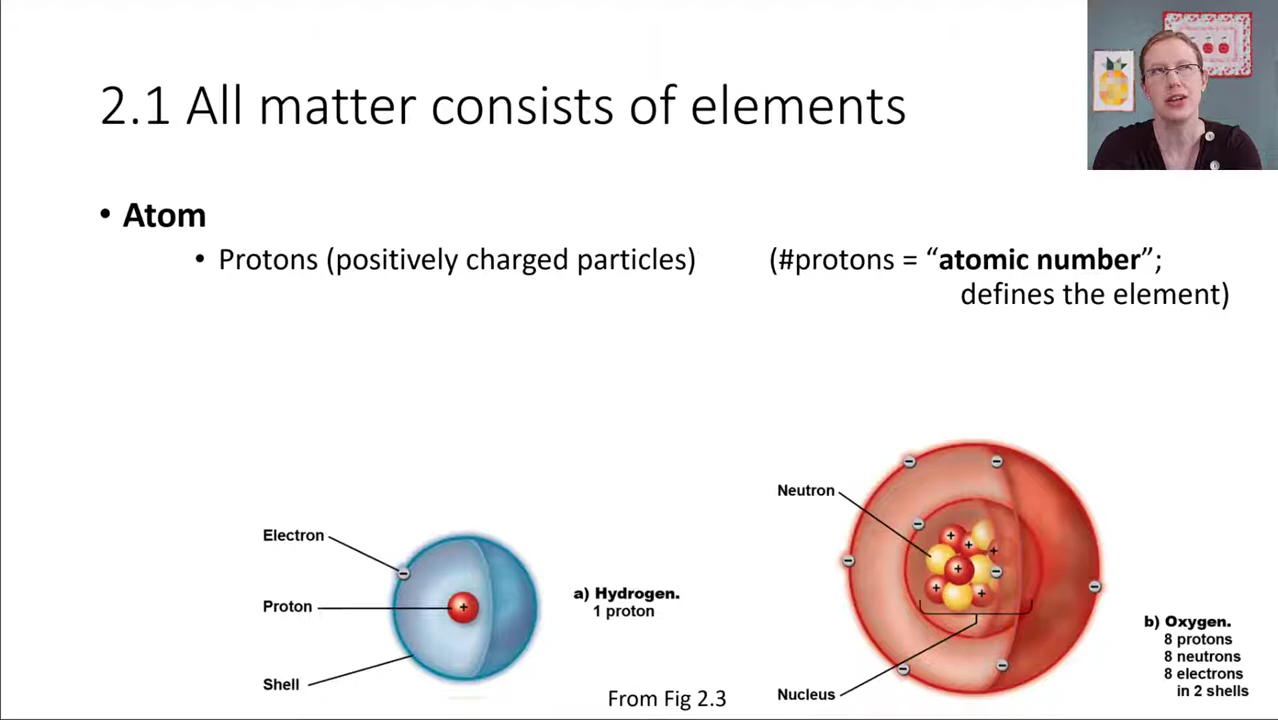 2.1 All matter consists of elements
• Atom
• Protons (positively charged particles) (#protons = “atomic number”;
defines the element)
Electron
Proton
Shell
a) Hydrogen.
1 proton
From Fig 2.3
Neutron
Nucleus
b) Oxygen.
8 protons
8 neutrons
8 electrons
in 2 shells